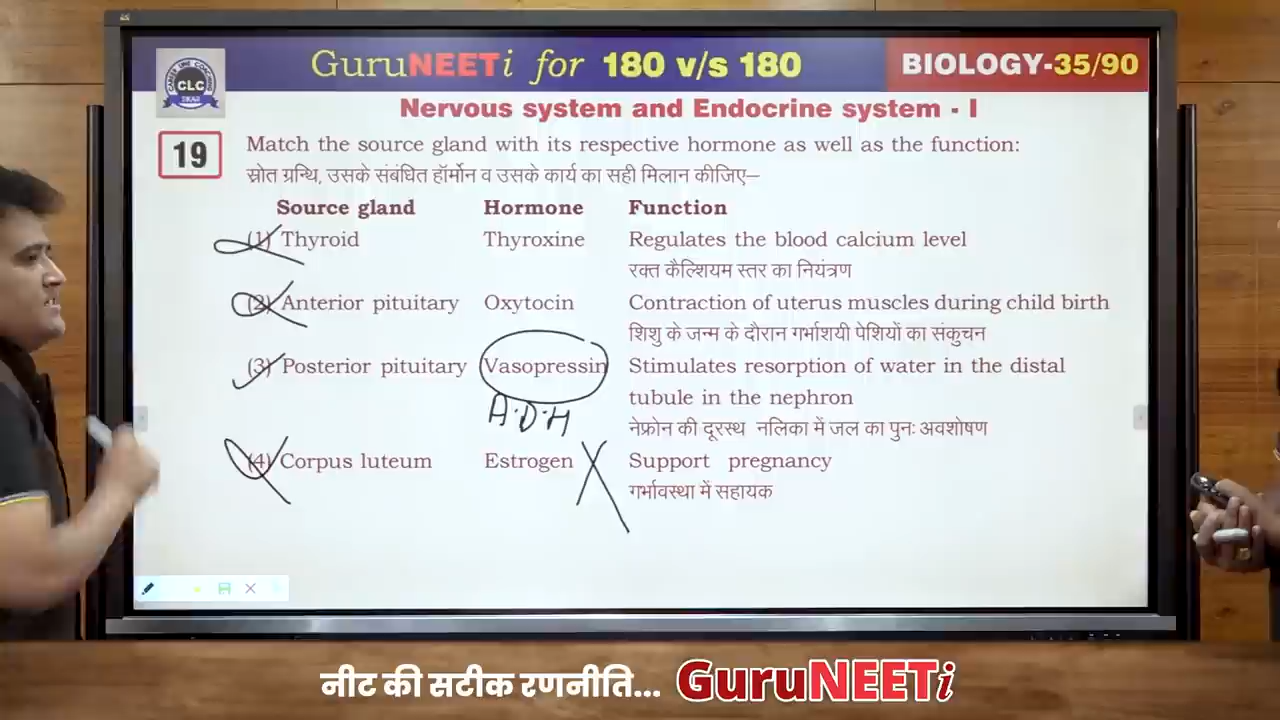 GuruNEETi for 180 v/s 180
BIOLOGY-35/90
CLC
Nervous system and Endocrine system - I
19
Match the source gland with its respective hormone as well as the function:
स्रोत ग्रन्थि, उसके संबंधित हॉर्मोन व उसके कार्य का सही मिलान कीजिए–
Source gland Hormone Function
(1) Thyroid Thyroxine Regulates the blood calcium level
रक्त कैल्शियम स्तर का नियंत्रण
(2) Anterior pituitary Oxytocin Contraction of uterus muscles during child birth
शिशु के जन्म के दौरान गर्भाशयी पेशियों का संकुचन
(3) Posterior pituitary Vasopressin Stimulates resorption of water in the distal
tubule in the nephron
A.D.H
नेफ्रोन की दूरस्थ नलिका में जल का पुनः अवशोषण
(4) Corpus luteum Estrogen Support pregnancy
गर्भावस्था में सहायक
नीट की सटीक रणनीति... GuruNEETi